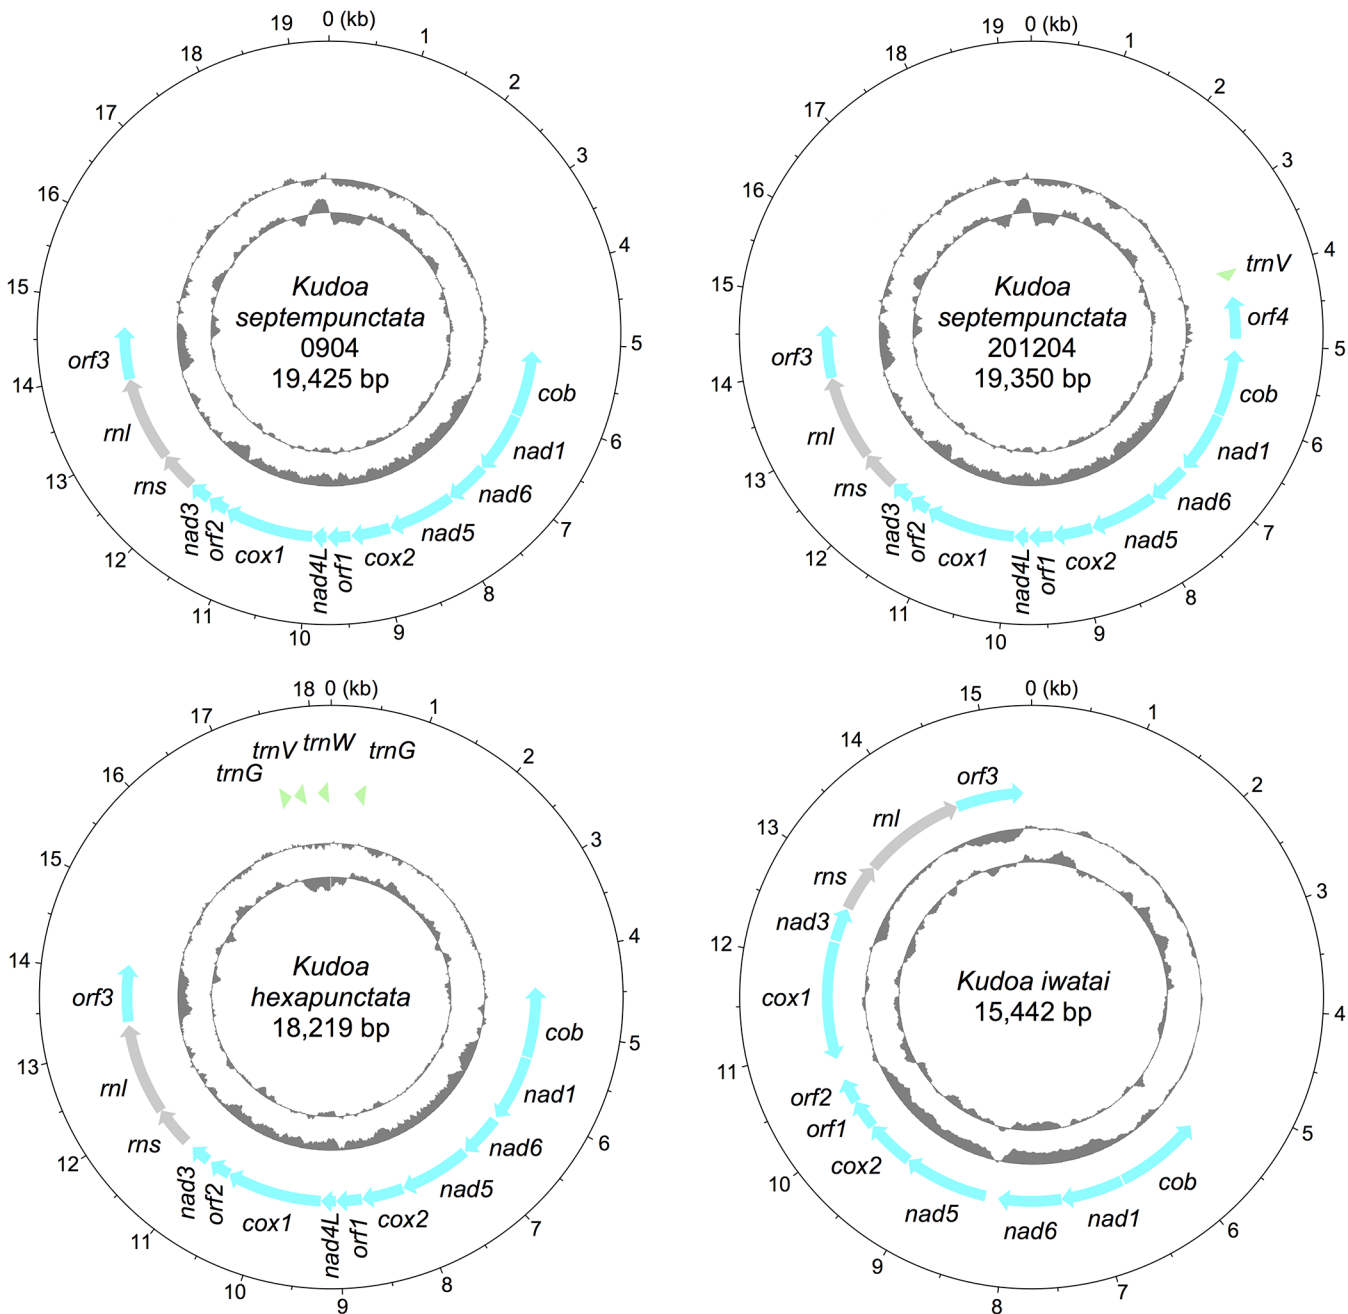 0 (kb)
1
2
3
4
5
6
7
8
9
10
11
12
13
14
15
16
17
18
19
Kudoa
septempunctata
0904
19,425 bp
cob
nad1
nad6
nad5
cox2
orf1
nad4L
cox1
orf2
nad3
rns
rnl
orf3
0 (kb)
1
2
3
4
5
6
7
8
9
10
11
12
13
14
15
16
17
18
19
Kudoa
septempunctata
201204
19,350 bp
trnV
orf4
cob
nad1
nad6
nad5
cox2
orf1
nad4L
cox1
orf2
nad3
rns
rnl
orf3
0 (kb)
1
2
3
4
5
6
7
8
9
10
11
12
13
14
15
16
17
18
trnG
trnV
trnW
trnG
Kudoa
hexapunctata
18,219 bp
cob
nad1
nad6
nad5
cox2
orf1
nad4L
cox1
orf2
nad3
rns
rnl
orf3
0 (kb)
1
2
3
4
5
6
7
8
9
10
11
12
13
14
15
Kudoa iwatai
15,442 bp
cob
nad1
nad6
nad5
cox2
orf1
orf2
cox1
nad3
rns
rnl
orf3